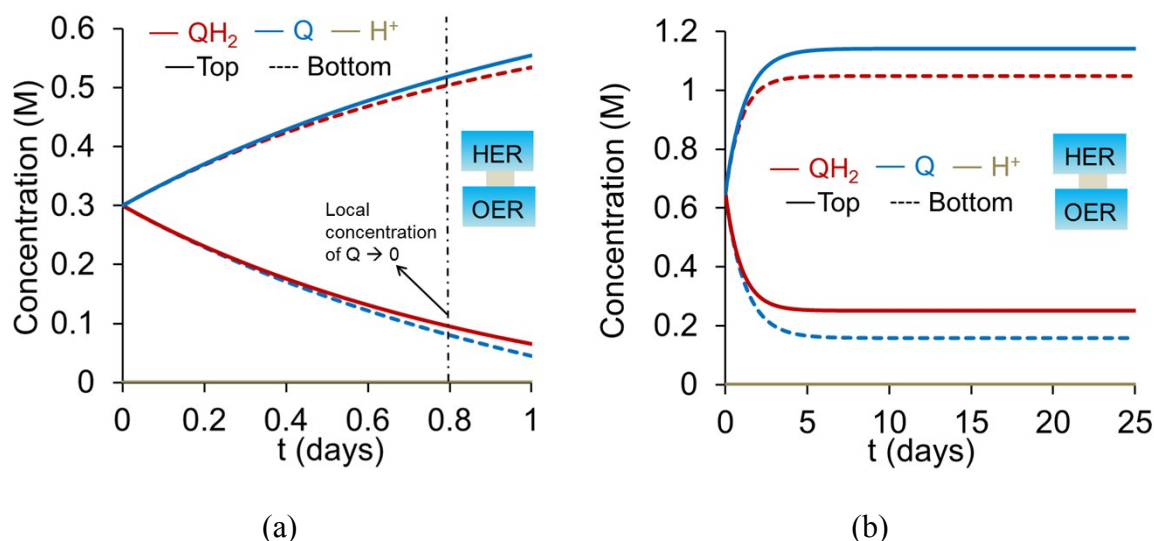 Concentration (M)
0.6
0.5
0.4
0.3
0.2
0.1
0
QH2 Q H+
Top Bottom
HER
OER
Local
concentration
of Q → 0
0 0.2 0.4 0.6 0.8 1
t (days)
(a)
Concentration (M)
1.2
1
0.8
0.6
0.4
0.2
0
QH2 Q H+
Top Bottom
HER
OER
0 5 10 15 20 25
t (days)
(b)